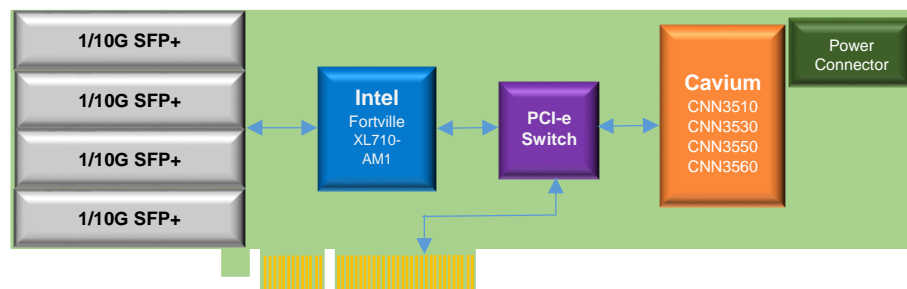 1/10G SFP+
1/10G SFP+
1/10G SFP+
1/10G SFP+
Intel
Fortville
XL710-
AM1
PCI-e
Switch
Cavium
CNN3510
CNN3530
CNN3550
CNN3560
Power
Connector